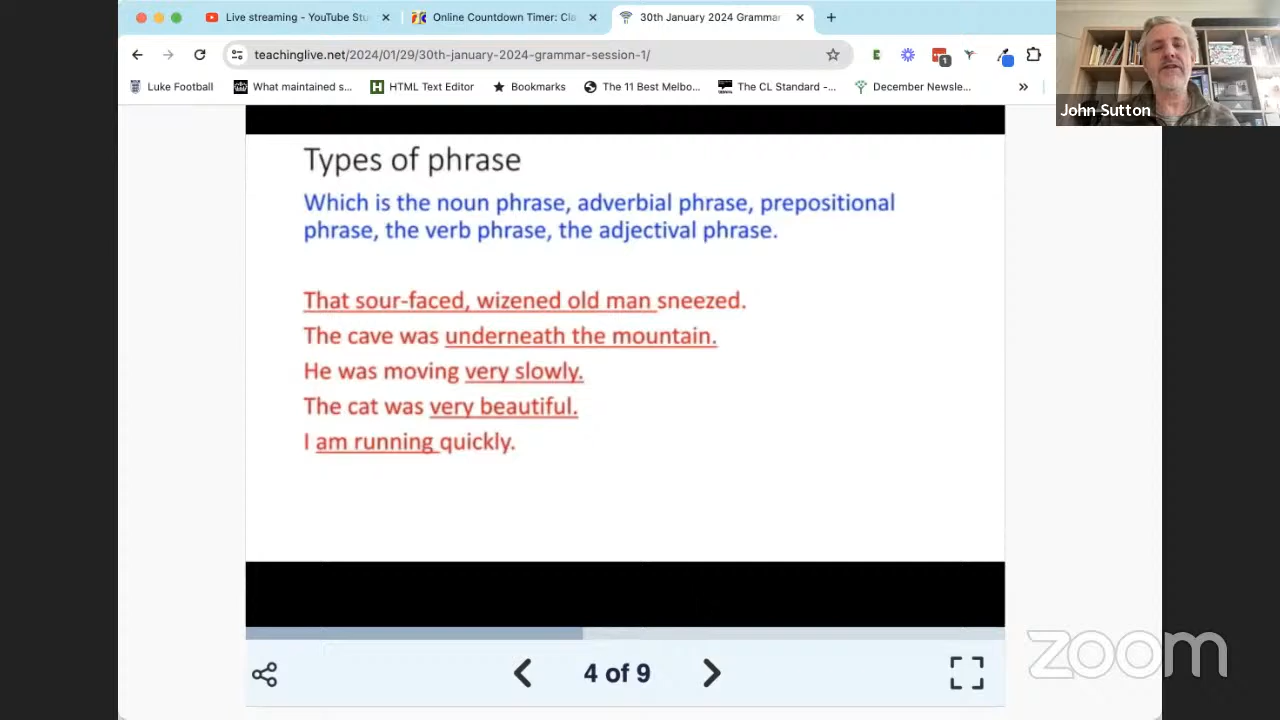 Live streaming - YouTube Stu
Online Countdown Timer: Cla
30th January 2024 Grammar
teachinglive.net/2024/01/29/30th-january-2024-grammar-session-1/
1
Luke Football
What maintained s...
HTML Text Editor
Bookmarks
The 11 Best Melbo...
The CL Standard -...
December Newsle...
John Sutton
Types of phrase
Which is the noun phrase, adverbial phrase, prepositional
phrase, the verb phrase, the adjectival phrase.
That sour-faced, wizened old man sneezed.
The cave was underneath the mountain.
He was moving very slowly.
The cat was very beautiful.
I am running quickly.
4 of 9
zoom